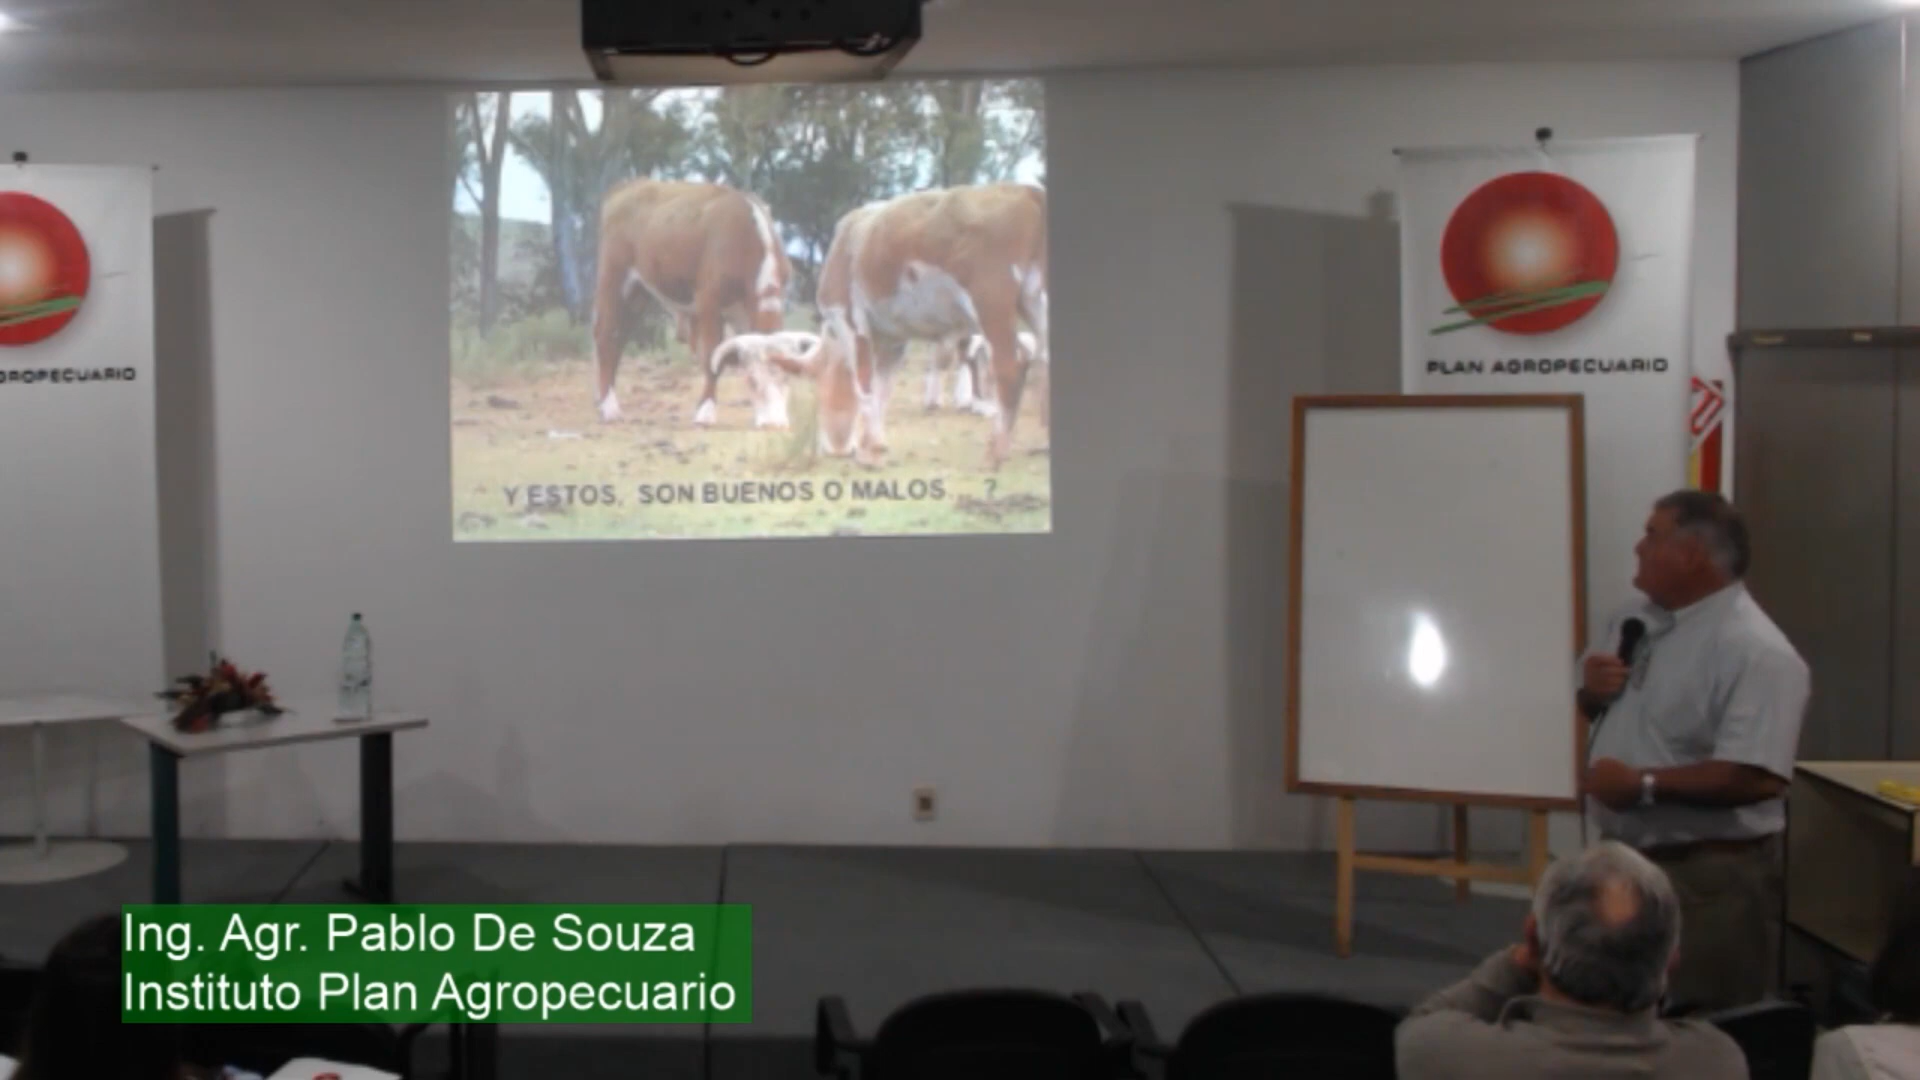 Y ESTOS, SON BUENOS O MALOS...?
PLAN AGROPECUARIO
AGROPECUARIO
Ing. Agr. Pablo De Souza
Instituto Plan Agropecuario